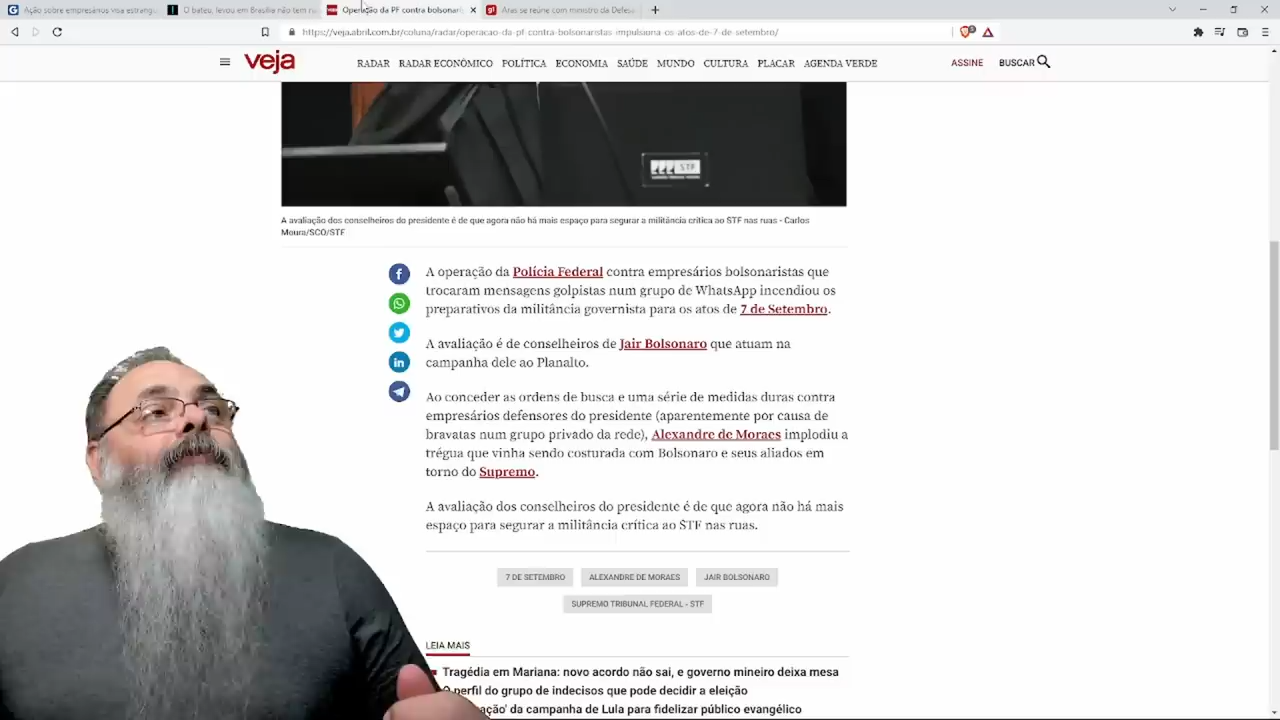 Ação sobre empresários visa estrang
O bateu, levou em Brasília não tem
Operação da PF contra bolsonari
Aras se reúne com ministro da Defes
https://veja.abril.com.br/coluna/radar/operacao-da-pf-contra-bolsonaristas-impulsiona-os-atos-de-7-de-setembro/
veja
RADAR RADAR ECONÔMICO POLÍTICA ECONOMIA SAÚDE MUNDO CULTURA PLACAR AGENDA VERDE
ASSINE BUSCAR
STF
A avaliação dos conselheiros do presidente é de que agora não há mais espaço para segurar a militância crítica ao STF nas ruas - Carlos
Moura/SCO/STF
A operação da Polícia Federal contra empresários bolsonaristas que
trocaram mensagens golpistas num grupo de WhatsApp incendiou os
preparativos da militância governista para os atos de 7 de Setembro.
A avaliação é de conselheiros de Jair Bolsonaro que atuam na
campanha dele ao Planalto.
Ao conceder as ordens de busca e uma série de medidas duras contra
empresários defensores do presidente (aparentemente por causa de
bravatas num grupo privado da rede), Alexandre de Moraes implodiu a
trégua que vinha sendo costurada com Bolsonaro e seus aliados em
torno do Supremo.
A avaliação dos conselheiros do presidente é de que agora não há mais
espaço para segurar a militância crítica ao STF nas ruas.
7 DE SETEMBRO ALEXANDRE DE MORAES JAIR BOLSONARO
SUPREMO TRIBUNAL FEDERAL - STF
LEIA MAIS
Tragédia em Mariana: novo acordo não sai, e governo mineiro deixa mesa
O perfil do grupo de indecisos que pode decidir a eleição
ação' da campanha de Lula para fidelizar público evangélico